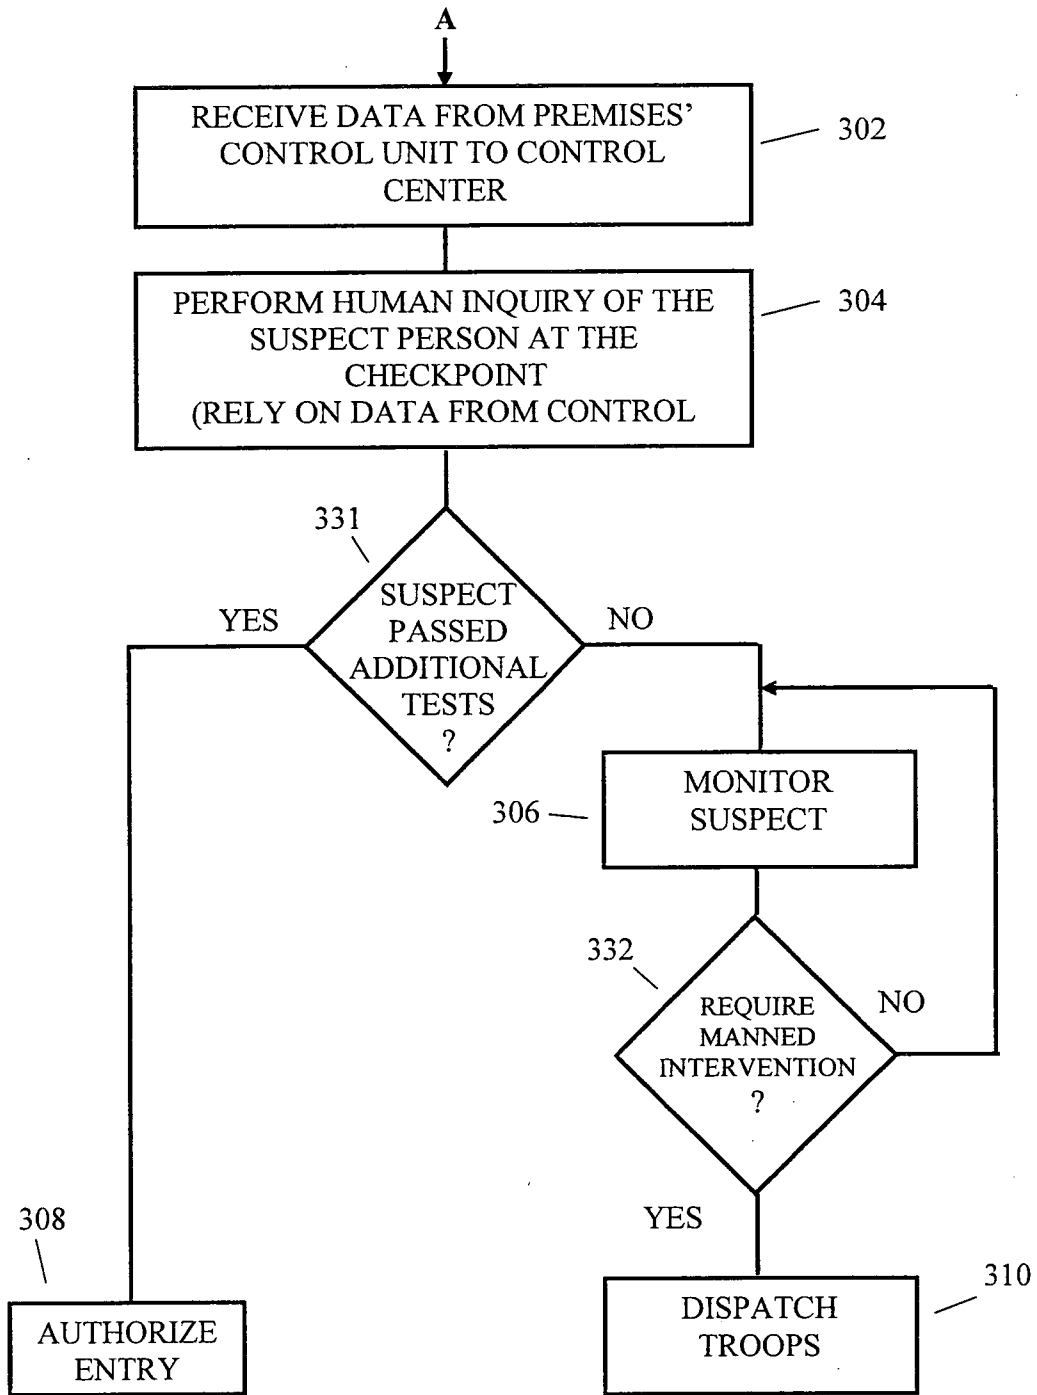 A
RECEIVE DATA FROM PREMISES'
CONTROL UNIT TO CONTROL
CENTER
302
PERFORM HUMAN INQUIRY OF THE
SUSPECT PERSON AT THE
CHECKPOINT
(RELY ON DATA FROM CONTROL
304
331
SUSPECT
PASSED
ADDITIONAL
TESTS
?
YES
NO
MONITOR
SUSPECT
306
332
REQUIRE
MANNED
INTERVENTION
?
NO
YES
308
AUTHORIZE
ENTRY
310
DISPATCH
TROOPS